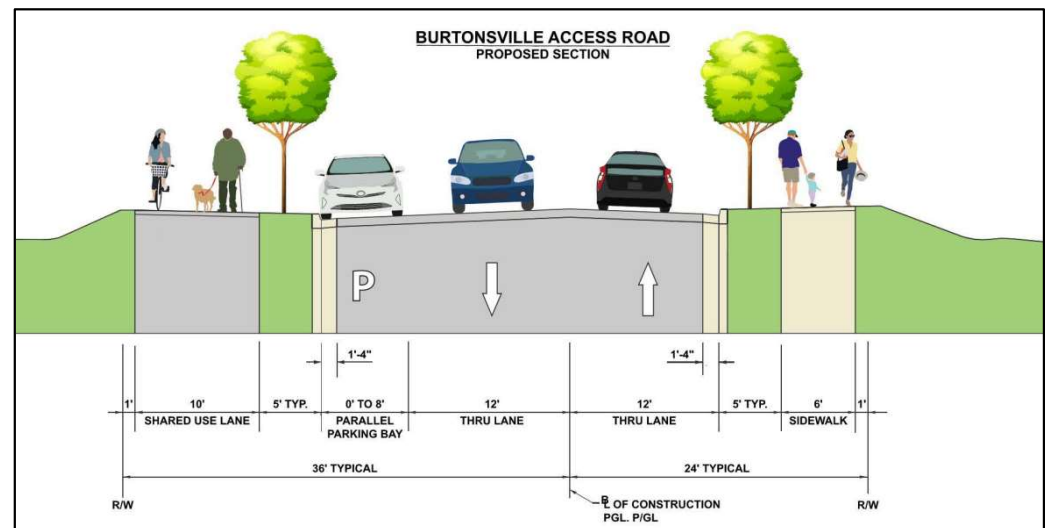 BURTONSVILLE ACCESS ROAD
PROPOSED SECTION
P
1'-4"
1'-4"
1'
10'
5' TYP.
0' TO 8'
12'
12'
5' TYP.
6'
1'
SHARED USE LANE
PARALLEL
PARKING BAY
THRU LANE
THRU LANE
SIDEWALK
36' TYPICAL
24' TYPICAL
R/W
B
L OF CONSTRUCTION
R/W
PGL. P/GL